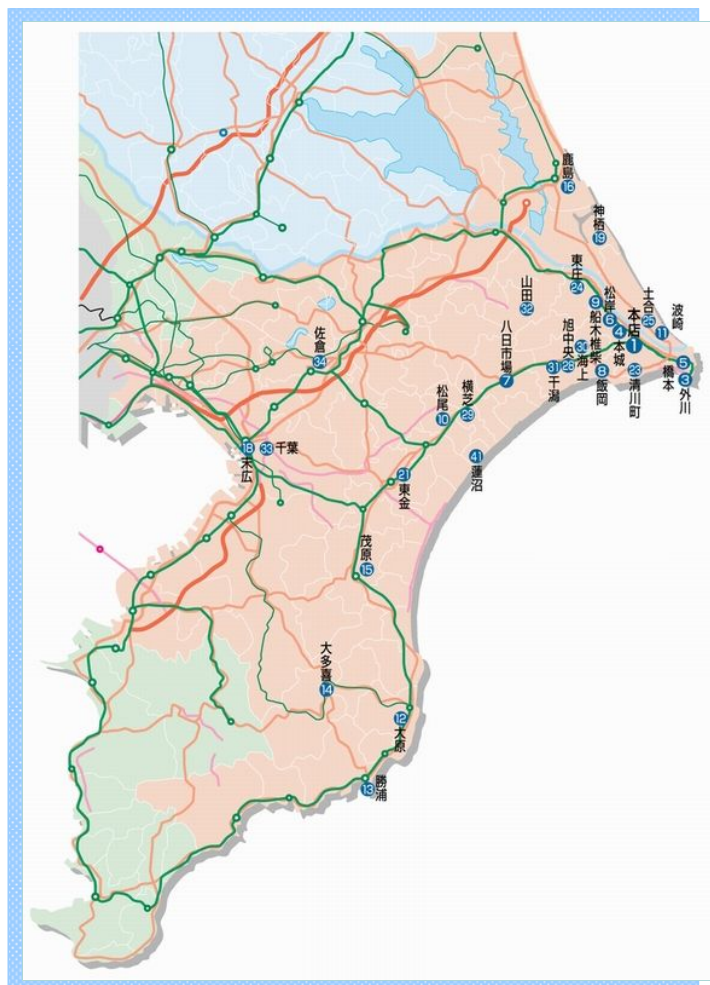 鹿島
16
神栖
19
東庄
24
山田
32
松岸
6
9
船木椎柴
土合
25
波崎
11
本店
1
4
本城
旭中央
26
30
海上
八日市場
7
31
干潟
8
飯岡
23
清川町
5
橋本
3
外川
佐倉
34
松尾
10
横芝
29
18
末広
33 千葉
21
東金
41
蓮沼
茂原
15
大多喜
14
12
大原
13
勝浦